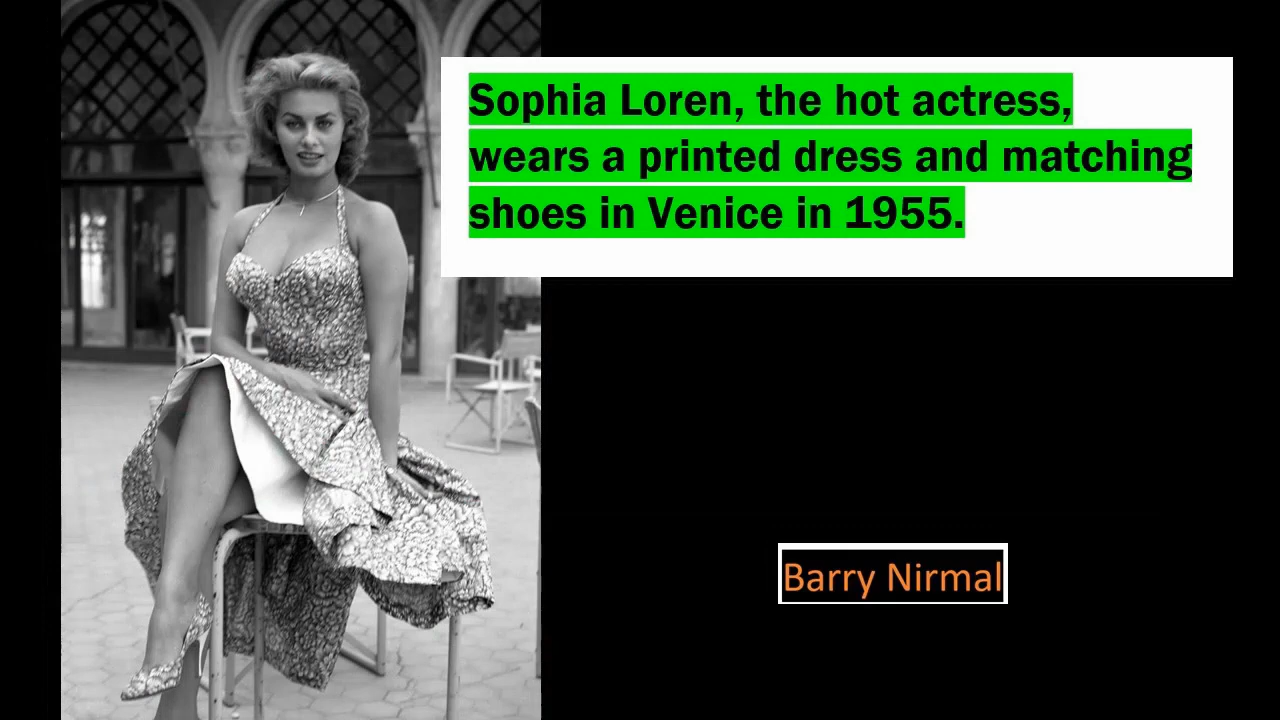 Sophia Loren, the hot actress,
wears a printed dress and matching
shoes in Venice in 1955.
Barry Nirmal